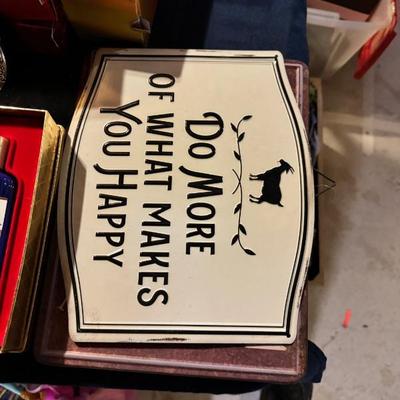 Do More
of what makes
You Happy